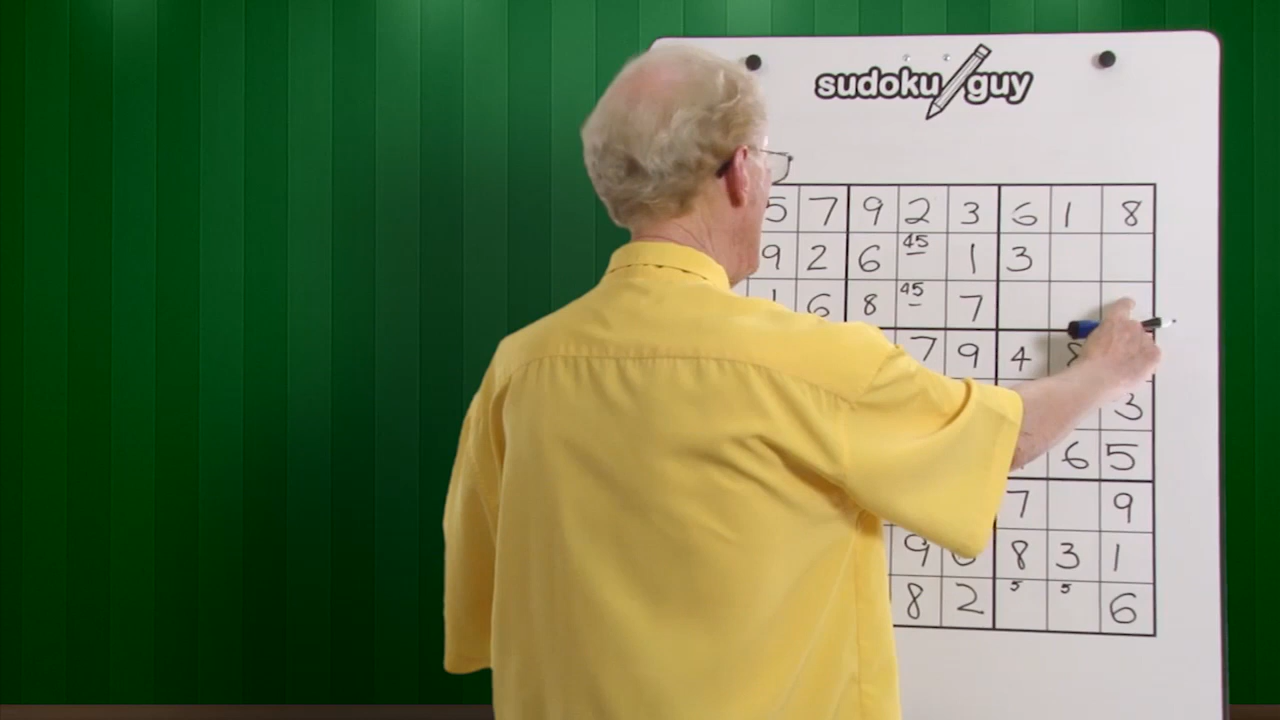 sudoku guy
5 7 9 2 3 6 1 8
9 2 6 45 1 3
6 8 45 7
7 9 4
3
6 5
7 9
9 8 3 1
8 2 5 5 6